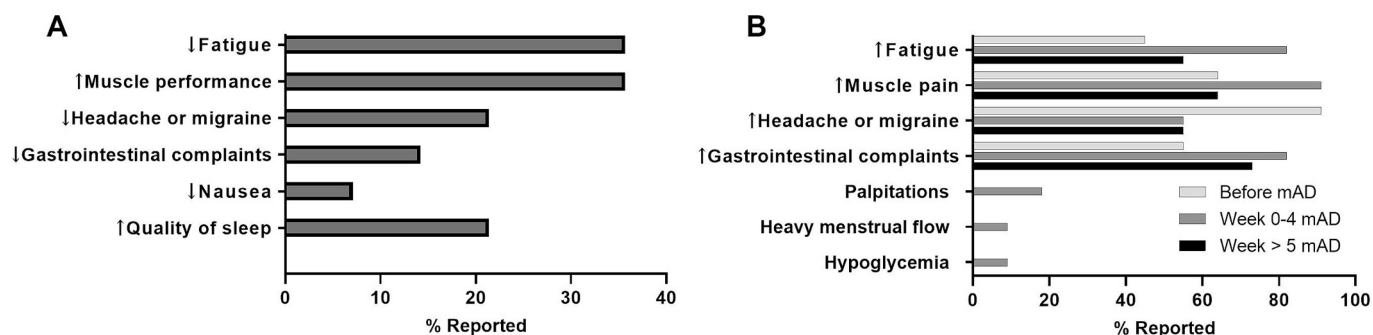 A
↓Fatigue
↑Muscle performance
↓Headache or migraine
↓Gastrointestinal complaints
↓Nausea
↑Quality of sleep
0 10 20 30 40
% Reported
B
↑Fatigue
↑Muscle pain
↑Headache or migraine
↑Gastrointestinal complaints
Palpitations
Heavy menstrual flow
Hypoglycemia
Before mAD
Week 0-4 mAD
Week > 5 mAD
0 20 40 60 80 100
% Reported